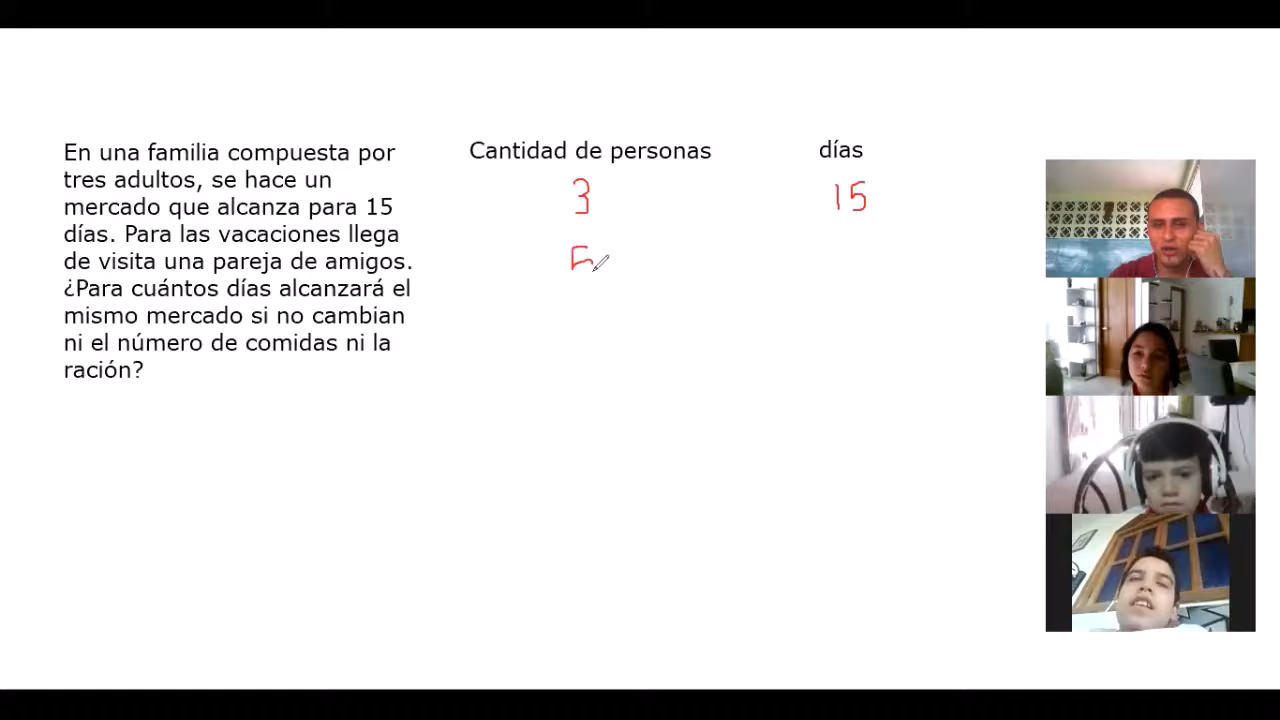 En una familia compuesta por
tres adultos, se hace un
mercado que alcanza para 15
días. Para las vacaciones llega
de visita una pareja de amigos.
¿Para cuántos días alcanzará el
mismo mercado si no cambian
ni el número de comidas ni la
ración?
Cantidad de personas días
3 15
5